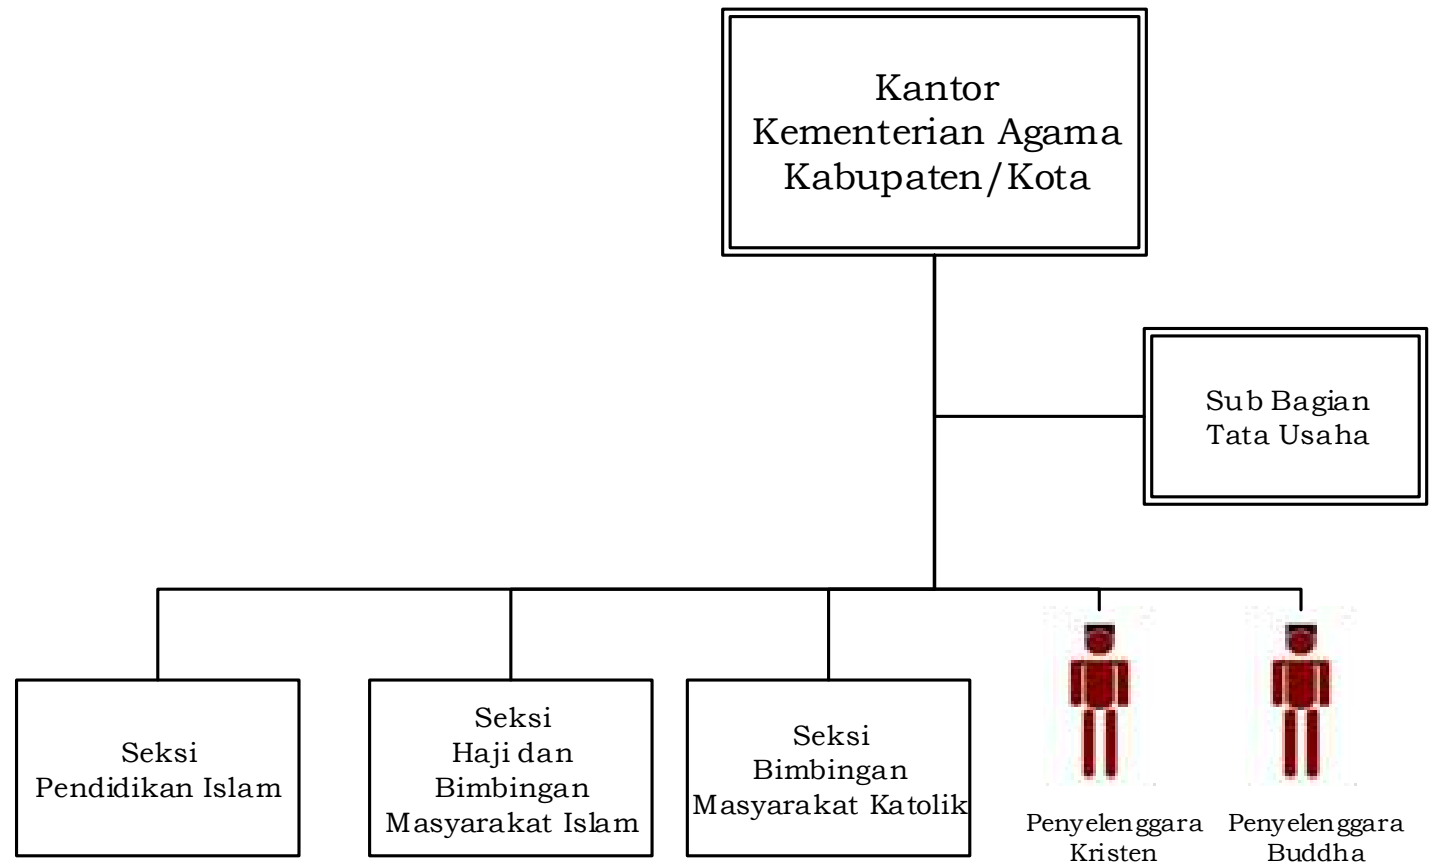 Kantor
Kementerian Agama
Kabupaten/Kota
Sub Bagian
Tata Usaha
Seksi
Pendidikan Islam
Seksi
Haji dan
Bimbingan
Masyarakat Islam
Seksi
Bimbingan
Masyarakat Katolik
Penyelenggara
Kristen
Penyelenggara
Buddha